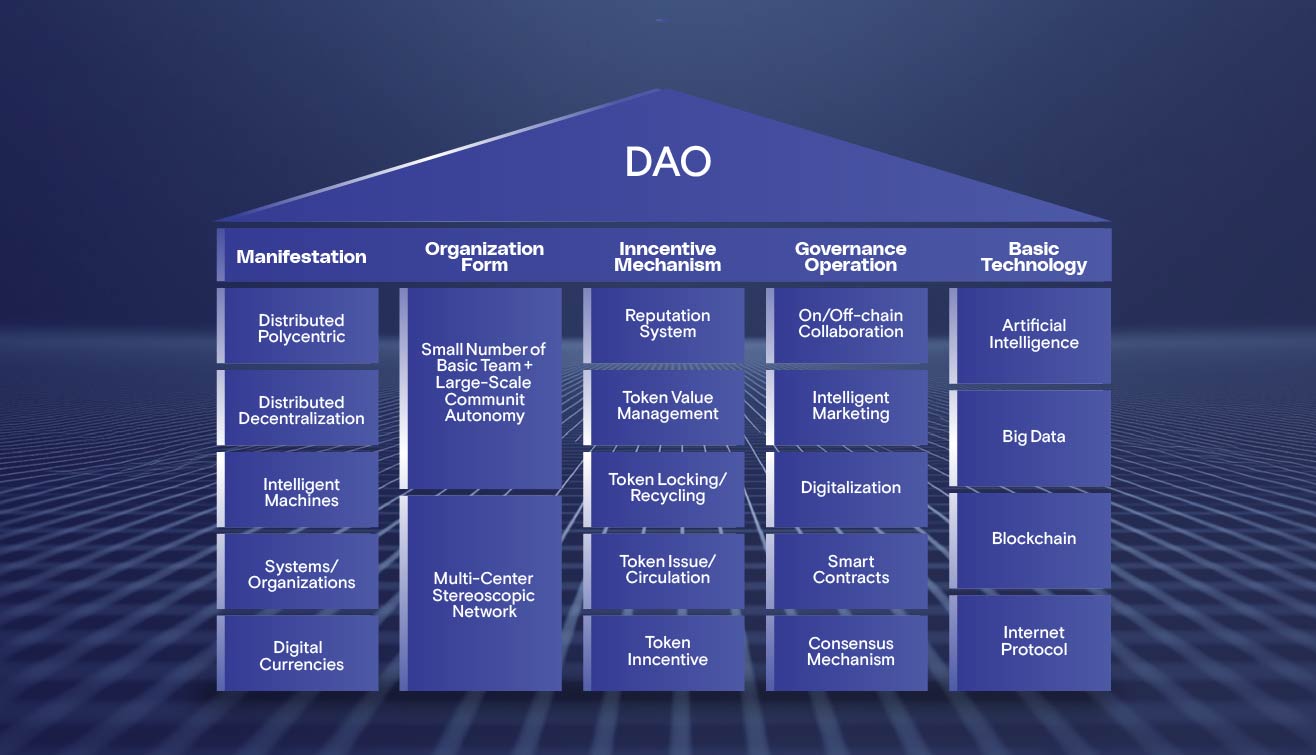 DAO
Manifestation
Organization
Form
Inncentive
Mechanism
Governance
Operation
Basic
Technology
Distributed
Polycentric
Distributed
Decentralization
Intelligent
Machines
Systems/
Organizations
Digital
Currencies
Small Number of
Basic Team +
Large-Scale
Communit
Autonomy
Multi-Center
Stereoscopic
Network
Reputation
System
Token Value
Management
Token Locking/
Recycling
Token Issue/
Circulation
Token
Inncentive
On/Off-chain
Collaboration
Intelligent
Marketing
Digitalization
Smart
Contracts
Consensus
Mechanism
Artificial
Intelligence
Big Data
Blockchain
Internet
Protocol